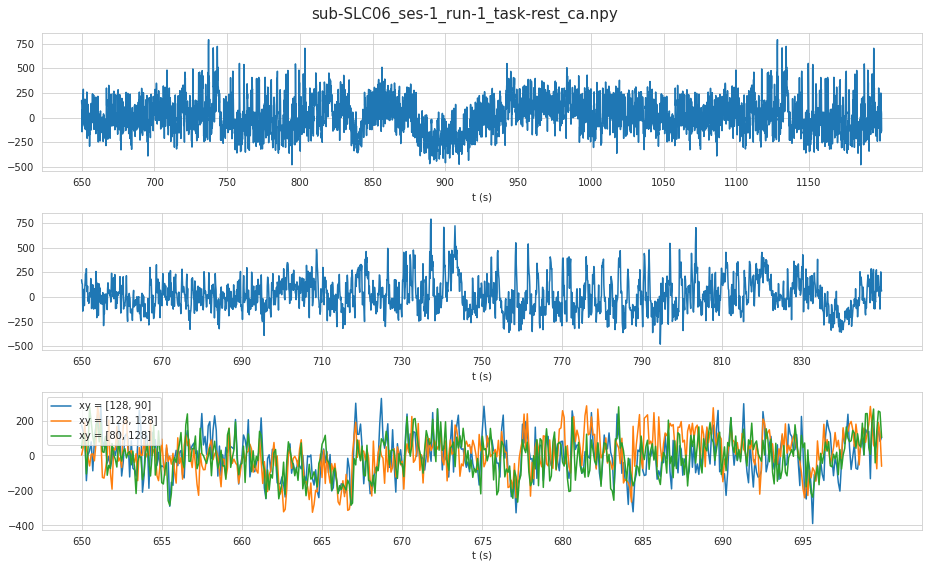 sub-SLC06_ses-1_run-1_task-rest_ca.npy
750
500
250
0
−250
−500
650 700 750 800 850 900 950 1000 1050 1100 1150
t (s)
750
500
250
0
−250
−500
650 670 690 710 730 750 770 790 810 830
t (s)
xy = [128, 90]
xy = [128, 128]
xy = [80, 128]
200
0
−200
−400
650 655 660 665 670 675 680 685 690 695
t (s)